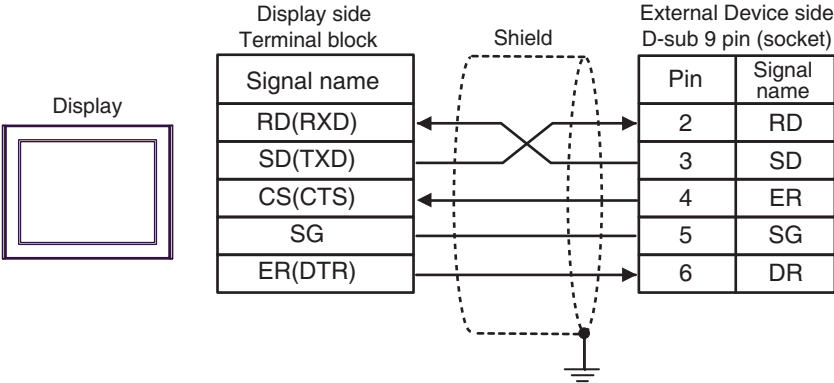 Display side
Terminal block
Shield
External Device side
D-sub 9 pin (socket)
Display
Signal name
Pin
Signal
name
RD(RXD)
2
RD
SD(TXD)
3
SD
CS(CTS)
4
ER
SG
5
SG
ER(DTR)
6
DR